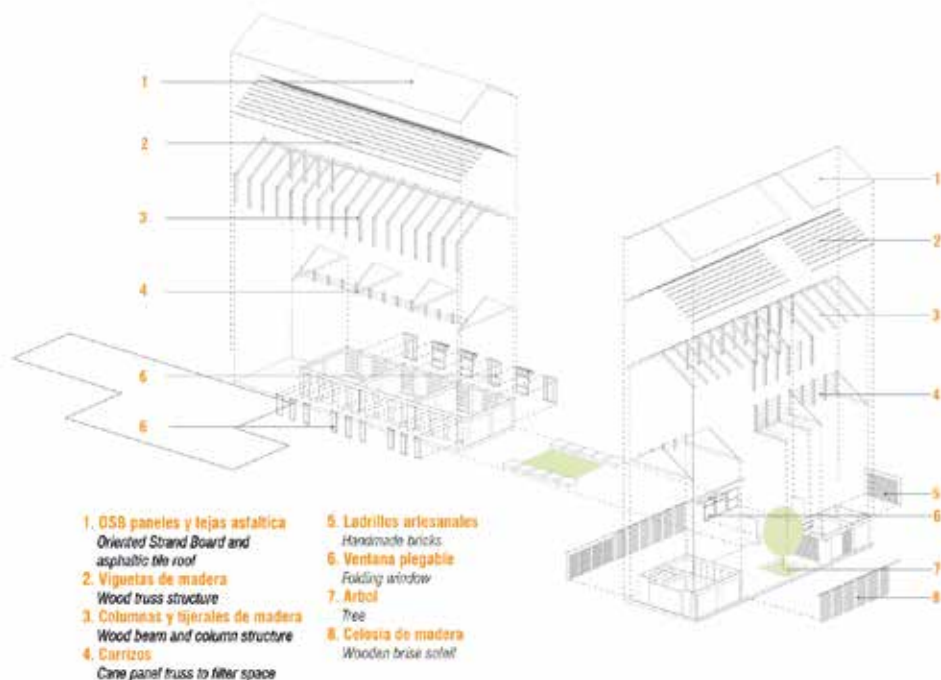 1
2
3
4
6
6
1
2
3
4
5
6
7
8
1. OSB paneles y tejas asfaltica
Oriented Strand Board and
asphaltic tile roof
2. Viguetas de madera
Wood truss structure
3. Columnas y tijerales de madera
Wood beam and column structure
4. Carrizos
Cane panel truss to filter space
5. Ladrillos artesanales
Handmade bricks
6. Ventana plegable
Folding window
7. Arbol
Tree
8. Celosia de madera
Wooden brise soleil